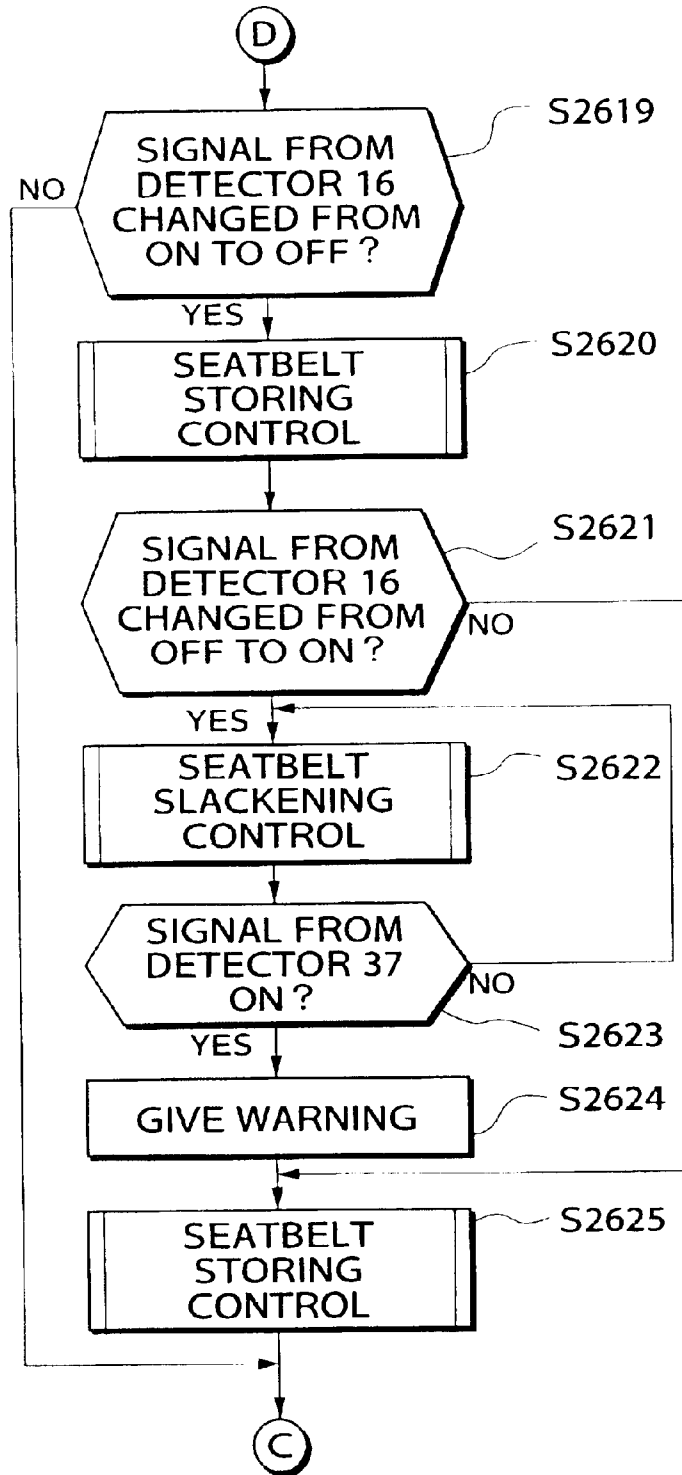 D
S2619
SIGNAL FROM
DETECTOR 16
CHANGED FROM
ON TO OFF?
NO
YES
S2620
SEATBELT
STORING
CONTROL
S2621
SIGNAL FROM
DETECTOR 16
CHANGED FROM
OFF TO ON?
NO
YES
S2622
SEATBELT
SLACKENING
CONTROL
SIGNAL FROM
DETECTOR 37
ON?
NO
YES
S2623
S2624
GIVE WARNING
S2625
SEATBELT
STORING
CONTROL
C